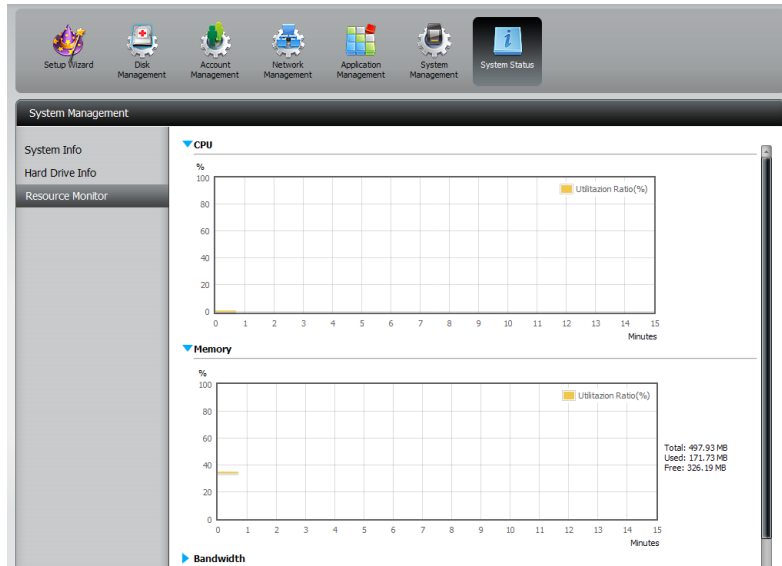 Setup Wizard
Disk Management
Account Management
Network Management
Application Management
System Management
System Status
System Management
System Info
Hard Drive Info
Resource Monitor
CPU
%
Utilitazion Ratio(%)
100
80
60
40
20
0
0 1 2 3 4 5 6 7 8 9 10 11 12 13 14 15
Minutes
Memory
%
Utilitazion Ratio(%)
100
80
60
40
20
0
0 1 2 3 4 5 6 7 8 9 10 11 12 13 14 15
Minutes
Total: 497.93 MB
Used: 171.73 MB
Free: 326.19 MB
Bandwidth